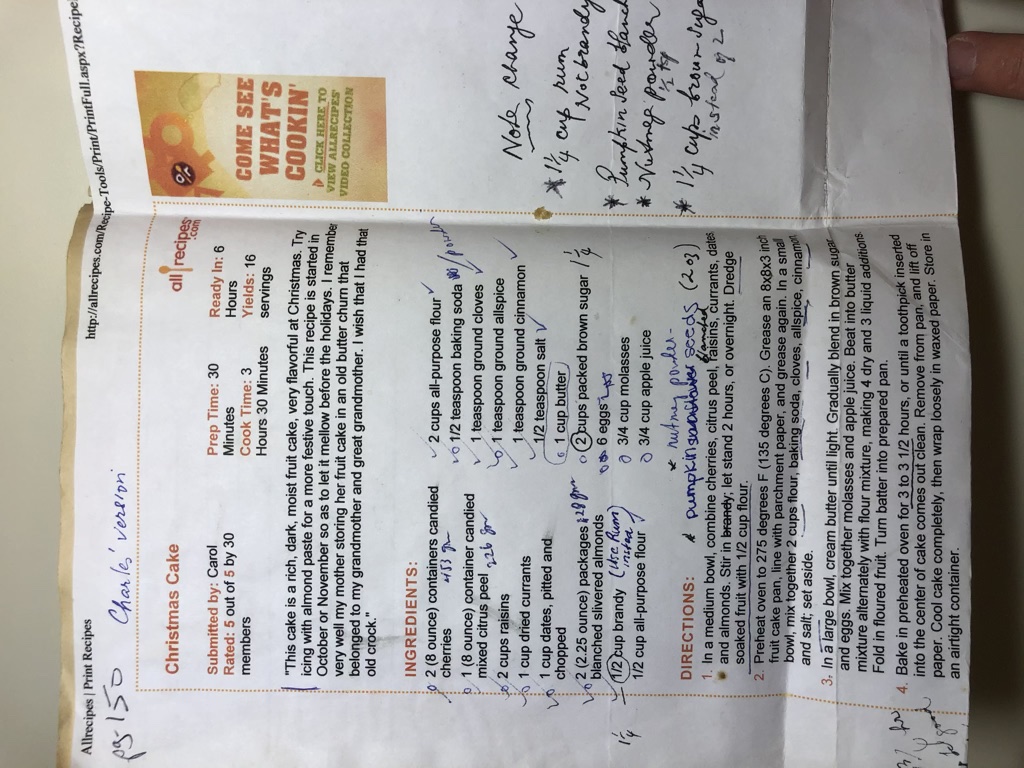 Allrecipes | Print Recipes
http://allrecipes.com/Recipe-Tools/Print/PrintFull.aspx?Recipe
pg-150
Charles' version
Christmas Cake
allrecipes.com
Submitted by: Carol
Rated: 5 out of 5 by 30
members
Prep Time: 30
Minutes
Cook Time: 3
Hours 30 Minutes
Ready In: 6
Hours
Yields: 16
servings
"This cake is a rich, dark, moist fruit cake, very flavorful at Christmas. Try
icing with almond paste for a more festive touch. This recipe is started in
October or November so as to let it mellow before the holidays. I remember
very well my mother storing her fruit cake in an old butter churn that
belonged to my grandmother and great grandmother. I wish that I had that
old crock."
COME SEE
WHAT'S
COOKIN'
CLICK HERE TO
VIEW ALLRECIPES'
VIDEO COLLECTION
INGREDIENTS:
2 (8 ounce) containers candied
cherries
453 gm
1 (8 ounce) container candied
mixed citrus peel
226 gm
2 cups raisins
1 cup dried currants
1 cup dates, pitted and
chopped
2 (2.25 ounce) packages
128 gm
blanched slivered almonds
1 1/4
1/2 cup brandy (Use Rum
instead)
1/2 cup all-purpose flour
2 cups all-purpose flour
1/2 teaspoon baking soda / powder
1 teaspoon ground cloves
1 teaspoon ground allspice
1 teaspoon ground cinnamon
1/2 teaspoon salt
1 cup butter
2 cups packed brown sugar 1 1/4
6 eggs
3/4 cup molasses
3/4 cup apple juice
* nutmeg powder-
* pumpkin seeds (2 oz)
blanched
Note change
* 1 1/4 cup rum
Not brandy
* Pumpkin seed blanch
* Nutmeg powder
1/2 tsp
* 1 1/4 cups brown suga
instead of 2
DIRECTIONS:
1. In a medium bowl, combine cherries, citrus peel, raisins, currants, dates
and almonds. Stir in brandy; let stand 2 hours, or overnight. Dredge
soaked fruit with 1/2 cup flour.
2. Preheat oven to 275 degrees F (135 degrees C). Grease an 8x8x3 inch
fruit cake pan, line with parchment paper, and grease again. In a small
bowl, mix together 2 cups flour, baking soda, cloves, allspice, cinnamon
and salt; set aside.
3. In a large bowl, cream butter until light. Gradually blend in brown sugar
and eggs. Mix together molasses and apple juice. Beat into butter
mixture alternately with flour mixture, making 4 dry and 3 liquid additions.
Fold in floured fruit. Turn batter into prepared pan.
4. Bake in preheated oven for 3 to 3 1/2 hours, or until a toothpick inserted
into the center of cake comes out clean. Remove from pan, and lift off
paper. Cool cake completely, then wrap loosely in waxed paper. Store in
an airtight container.
hr
good